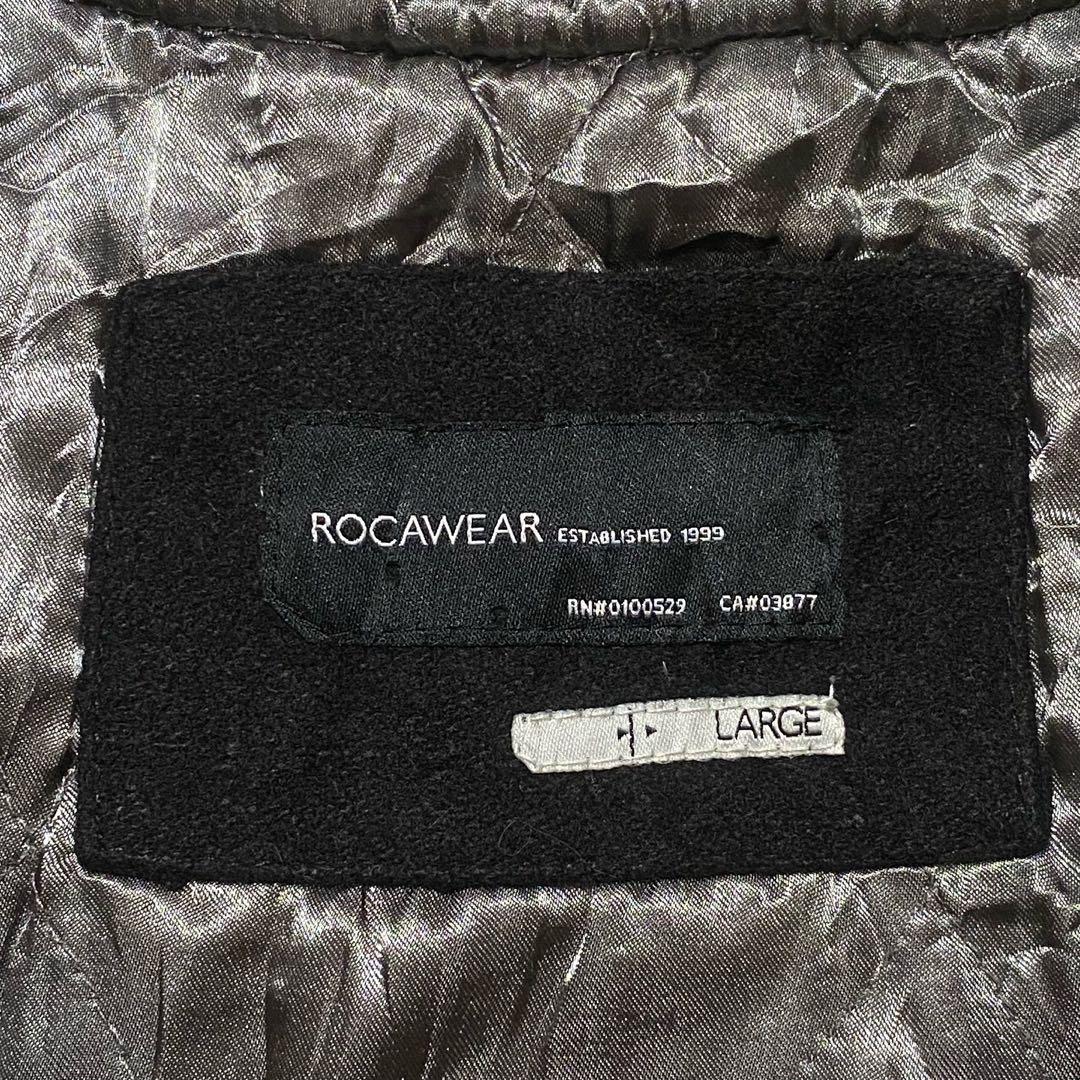 ROCAWEAR ESTABLISHED 1999
RN#0100529 CA#03877
LARGE